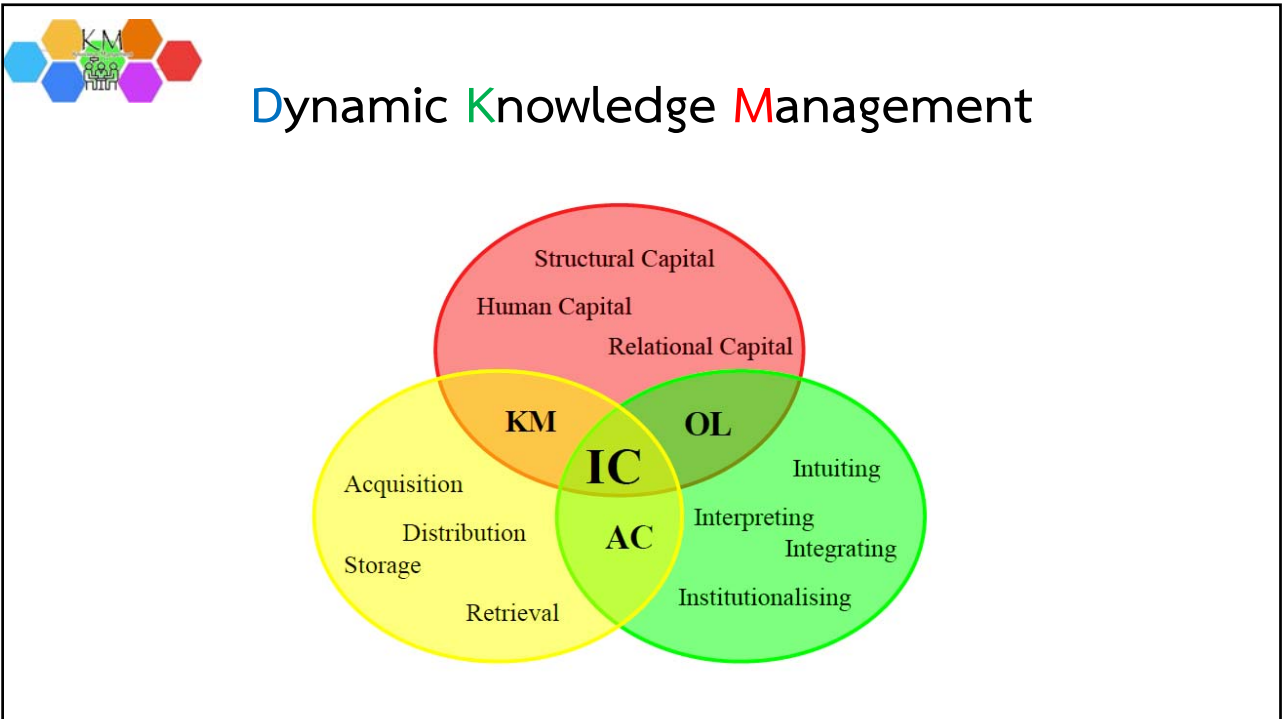 KM
Dynamic Knowledge Management
Structural Capital
Human Capital
Relational Capital
KM
OL
IC
AC
Acquisition
Distribution
Storage
Retrieval
Intuiting
Interpreting
Integrating
Institutionalising